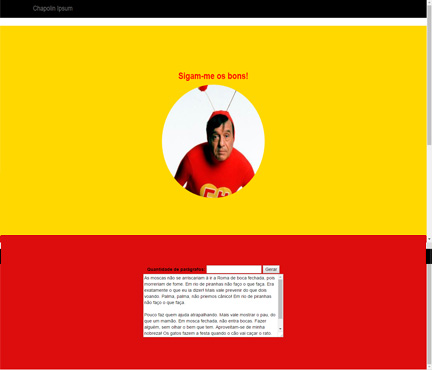 Chapolin Ipsum
Sigam-me os bons!
Quantidade de parágrafos: Gerar
As moscas não se arriscariam à ir a Roma de boca fechada, pois
morreriam de fome. Em rio de piranhas não faço o que faça. Era
exatamente o que eu ia dizer! Mais vale prevenir do que dois
voando. Palma, palma, não priemos cânico! Em rio de piranhas
não faço o que faça.
Pouco faz quem ajuda atrapalhando. Mais vale mostrar o pau, do
que um mamão. Em mosca fechada, não entra bocas. Fazer
alguém, sem olhar o bem que tem. Aproveitam-se de minha
nobreza! Os gatos fazem a festa quando o cão vai caçar o rato.